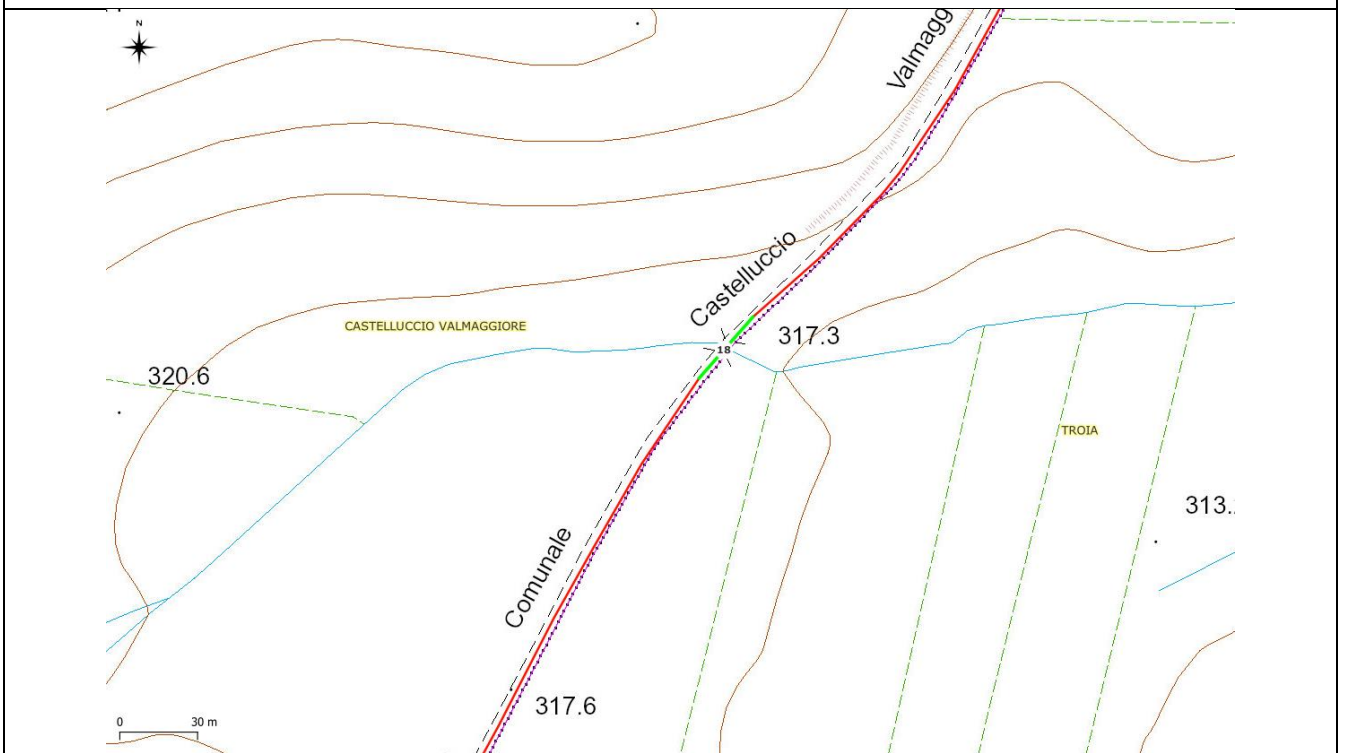 N
Valmagg
Castelluccio
317.3
CASTELLUCCIO VALMAGGIORE
18
320.6
TROIA
313.
Comunale
317.6
0 30 m